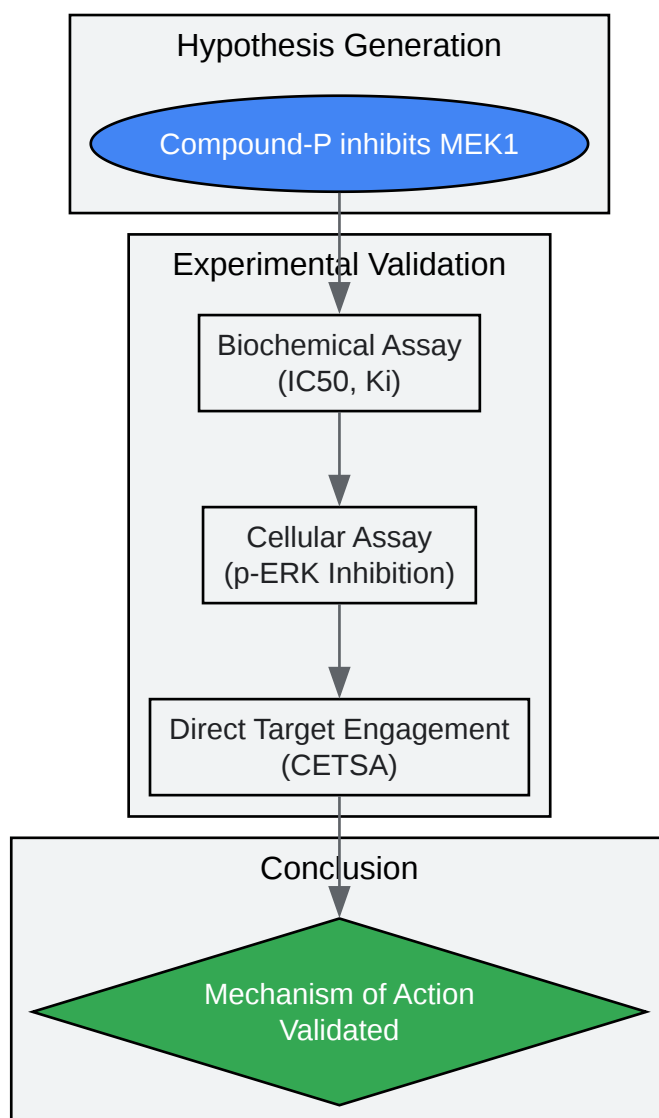 Hypothesis Generation
Compound-P inhibits MEK1
Experimental Validation
Biochemical Assay
(IC50, Ki)
Cellular Assay
(p-ERK Inhibition)
Direct Target Engagement
(CETSA)
Conclusion
Mechanism of Action
Validated